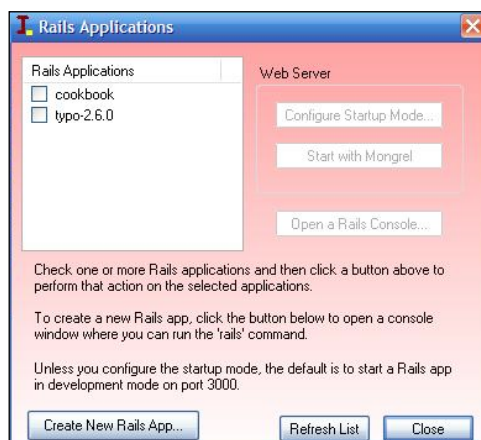 Rails Applications
Rails Applications
cookbook
typo-2.6.0
Web Server
Configure Startup Mode...
Start with Mongrel
Open a Rails Console...
Check one or more Rails applications and then click a button above to
perform that action on the selected applications.
To create a new Rails app, click the button below to open a console
window where you can run the 'rails' command.
Unless you configure the startup mode, the default is to start a Rails app
in development mode on port 3000.
Create New Rails App...
Refresh List
Close